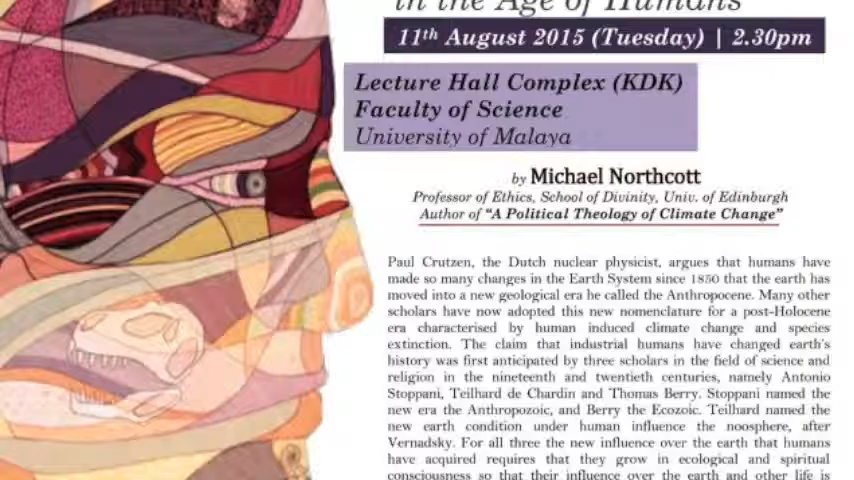 in the Age of Humans
11th August 2015 (Tuesday) | 2.30pm
Lecture Hall Complex (KDK)
Faculty of Science
University of Malaya
by Michael Northcott
Professor of Ethics, School of Divinity, Univ. of Edinburgh
Author of “A Political Theology of Climate Change”
Paul Crutzen, the Dutch nuclear physicist, argues that humans have
made so many changes in the Earth System since 1850 that the earth has
moved into a new geological era he called the Anthropocene. Many other
scholars have now adopted this new nomenclature for a post-Holocene
era characterised by human induced climate change and species
extinction. The claim that industrial humans have changed earth's
history was first anticipated by three scholars in the field of science and
religion in the nineteenth and twentieth centuries, namely Antonio
Stoppani, Teilhard de Chardin and Thomas Berry. Stoppani named the
new era the Anthropozoic, and Berry the Ecozoic. Teilhard named the
new earth condition under human influence the noosphere, after
Vernadsky. For all three the new influence over the earth that humans
have acquired requires that they grow in ecological and spiritual
consciousness so that their influence over the earth and other life is